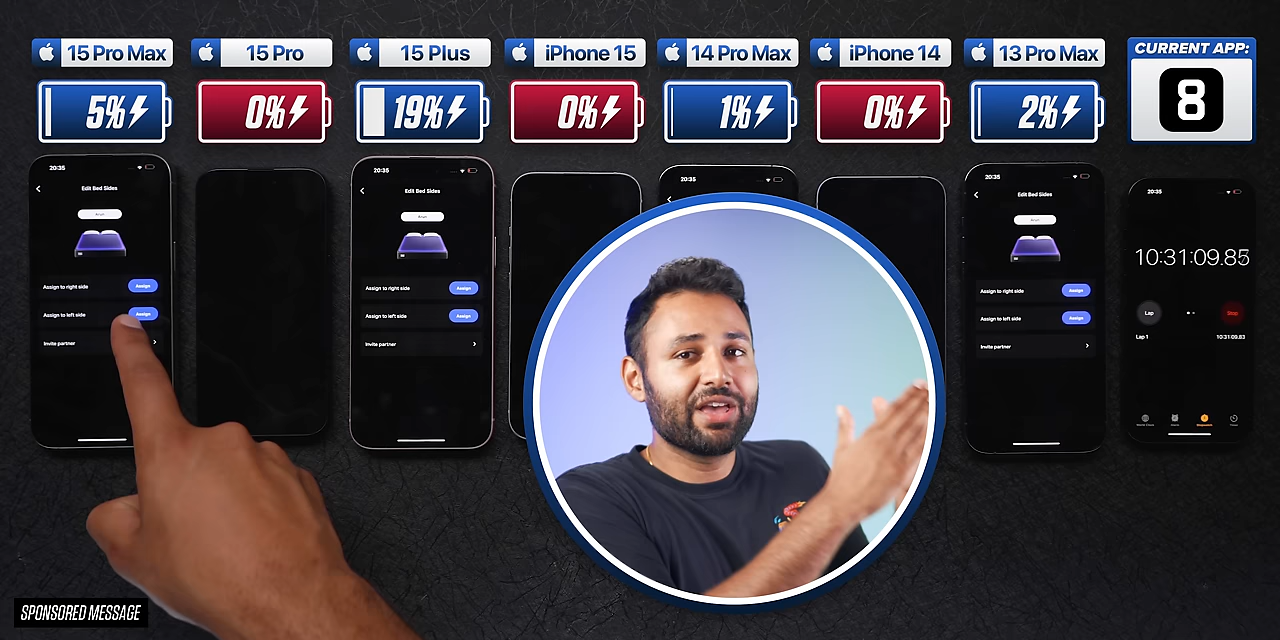 15 Pro Max
15 Pro
15 Plus
iPhone 15
14 Pro Max
iPhone 14
13 Pro Max
CURRENT APP:
5%
0%
19%
0%
1%
0%
2%
8
20:35
Edit Bed Sides
Assign to right side
Assign
Assign to left side
Assign
Invite partner
20:35
Edit Bed Sides
Assign to right side
Assign
Assign to left side
Assign
Invite partner
20:35
20:35
Edit Bed Sides
Assign to right side
Assign
Assign to left side
Assign
Invite partner
20:35
10:31:09.85
Lap
Stop
Lap 1
10:31:09.83
SPONSORED MESSAGE